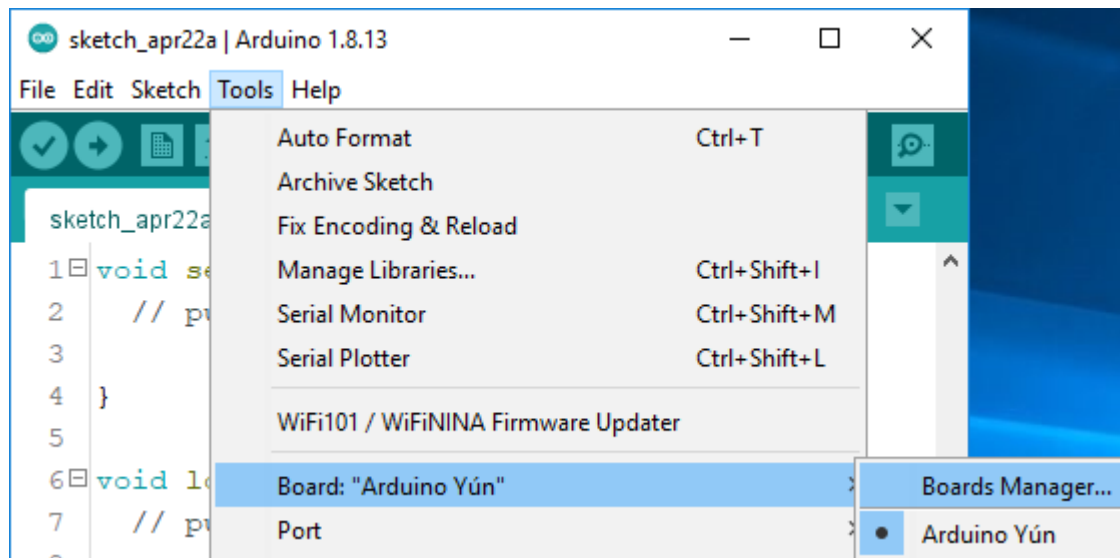 sketch_apr22a | Arduino 1.8.13
File Edit Sketch Tools Help
Auto Format Ctrl+T
Archive Sketch
sketch_apr22a
Fix Encoding & Reload
1 void se
Manage Libraries... Ctrl+Shift+I
2 // pu
Serial Monitor Ctrl+Shift+M
3
Serial Plotter Ctrl+Shift+L
4 }
WiFi101 / WiFiNINA Firmware Updater
5
6 void lo
Board: "Arduino Yún"
Boards Manager...
7 // pu
Port
Arduino Yún